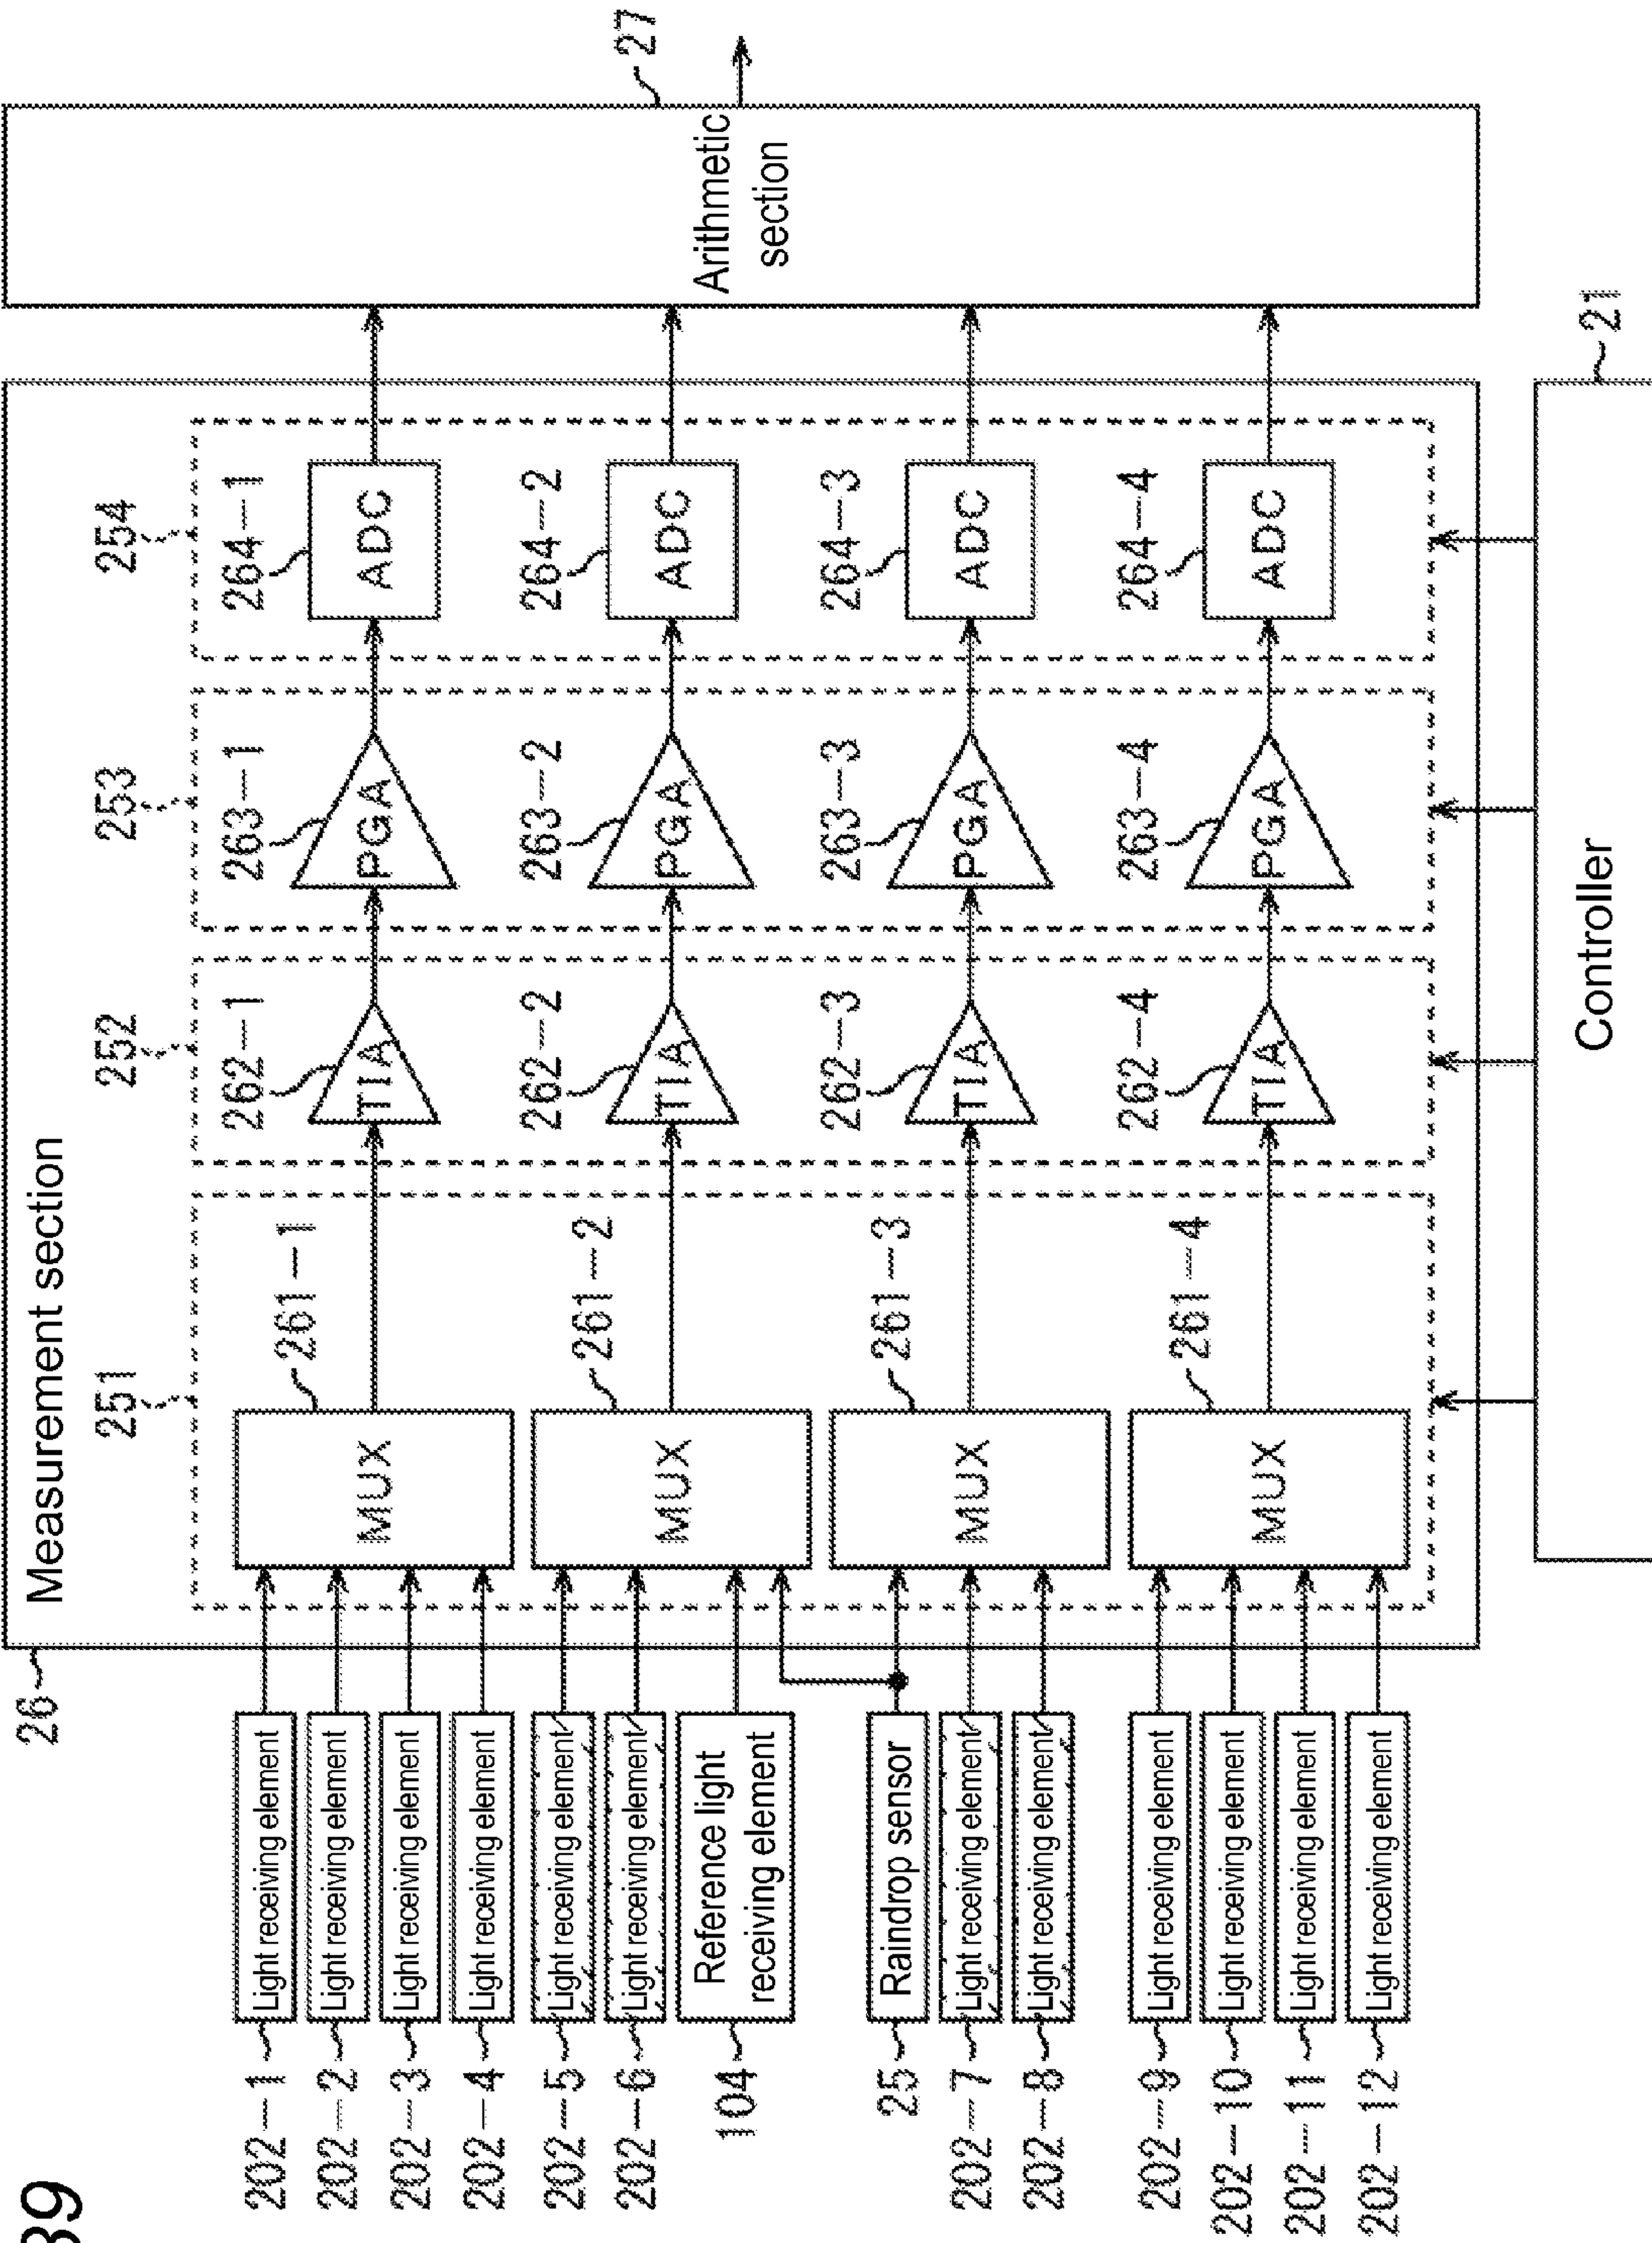 39
26
Measurement section
251
252
253
254
27
202-1
Light receiving element
202-2
Light receiving element
202-3
Light receiving element
202-4
Light receiving element
MUX
261-1
TIA
262-1
PGA
263-1
ADC
264-1
202-5
Light receiving element
202-6
Light receiving element
104
Reference light
receiving element
MUX
261-2
TIA
262-2
PGA
263-2
ADC
264-2
Arithmetic
section
25
Raindrop sensor
202-7
Light receiving element
202-8
Light receiving element
MUX
261-3
TIA
262-3
PGA
263-3
ADC
264-3
202-9
Light receiving element
202-10
Light receiving element
202-11
Light receiving element
202-12
Light receiving element
MUX
261-4
TIA
262-4
PGA
263-4
ADC
264-4
Controller
21